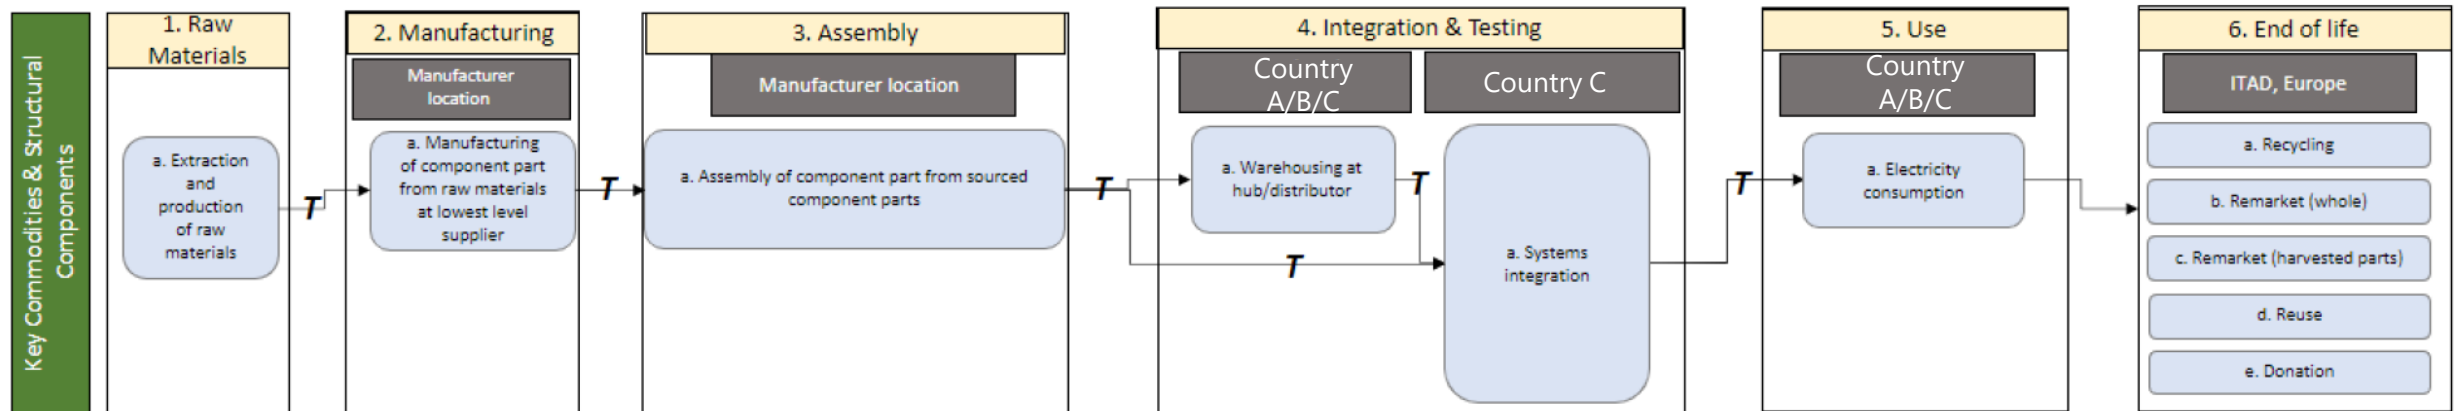 Key Commodities & Structural
Components
1. Raw
Materials
a. Extraction
and
production
of raw
materials
T
2. Manufacturing
Manufacturer
location
a. Manufacturing
of component part
from raw materials
at lowest level
supplier
T
3. Assembly
Manufacturer location
a. Assembly of component part from sourced
component parts
T
T
4. Integration & Testing
Country
A/B/C
a. Warehousing at
hub/distributor
T
Country C
a. Systems
integration
T
5. Use
Country
A/B/C
a. Electricity
consumption
6. End of life
ITAD, Europe
a. Recycling
b. Remarket (whole)
c. Remarket (harvested parts)
d. Reuse
e. Donation